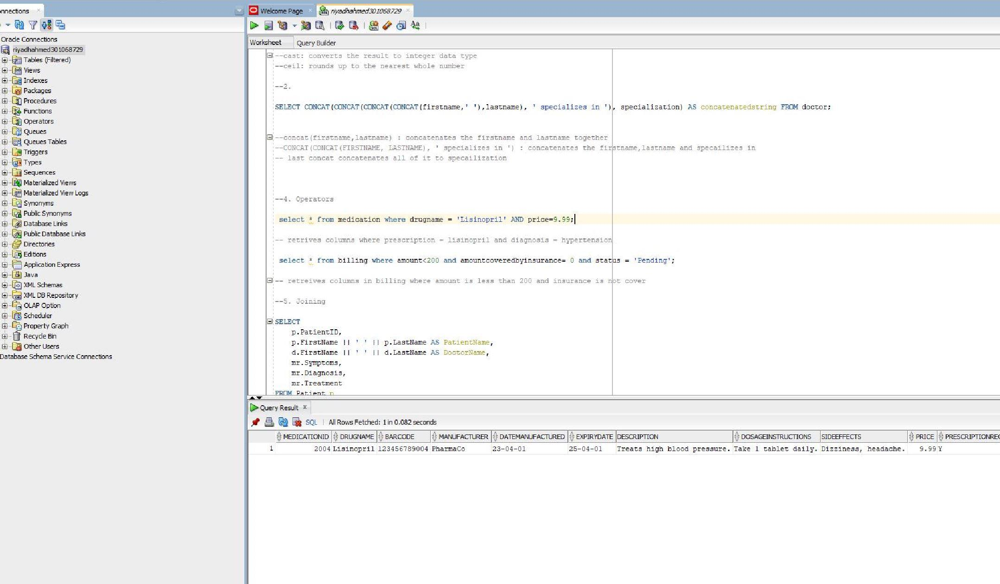 onnections
Oracle Connections
riyadhahmed301068729
Tables (Filtered)
Views
Indexes
Packages
Procedures
Functions
Operators
Queues
Queues Tables
Triggers
Types
Sequences
Materialized Views
Materialized View Logs
Synonyms
Public Synonyms
Database Links
Public Database Links
Directories
Editions
Application Express
Java
XML Schemas
XML DB Repository
OLAP Option
Scheduler
Property Graph
Recycle Bin
Other Users
Database Schema Service Connections
Welcome Page
riyadhahmed301068729
Worksheet
Query Builder
--cast: converts the result to integer data type
--ceil: rounds up to the nearest whole number
--2.
SELECT CONCAT(CONCAT(CONCAT(CONCAT(firstname,' '),lastname), ' specializes in '), specialization) AS concatenatedstring FROM doctor;
--concat(firstname,lastname) : concatenates the firstname and lastname together
--CONCAT(CONCAT(FIRSTNAME, LASTNAME), ' specializes in ') : concatenates the firstname,lastname and specailizes in
-- last concat concatenates all of it to specailization
--4. Operators
select * from medication where drugname = 'Lisinopril' AND price=9.99;
-- retrives columns where prescription = lisinopril and diagnosis = hypertension
select * from billing where amount<200 and amountcoveredbyinsurance= 0 and status = 'Pending';
-- retreives columns in billing where amount is less than 200 and insurance is not cover
--5. Joining
SELECT
p.PatientID,
p.FirstName || ' ' || p.LastName AS PatientName,
d.FirstName || ' ' || d.LastName AS DoctorName,
mr.Symptoms,
mr.Diagnosis,
mr.Treatment
FROM Patient p
Query Result
SQL | All Rows Fetched: 1 in 0.082 seconds
MEDICATIONID DRUGNAME BARCODE MANUFACTURER DATEMANUFACTURED EXPIRYDATE DESCRIPTION DOSAGEINSTRUCTIONS SIDEEFFECTS PRICE PRESCRIPTIONREQ
1 2004 Lisinopril 123456789004 PharmaCo 23-04-01 25-04-01 Treats high blood pressure. Take 1 tablet daily. Dizziness, headache. 9.99 Y